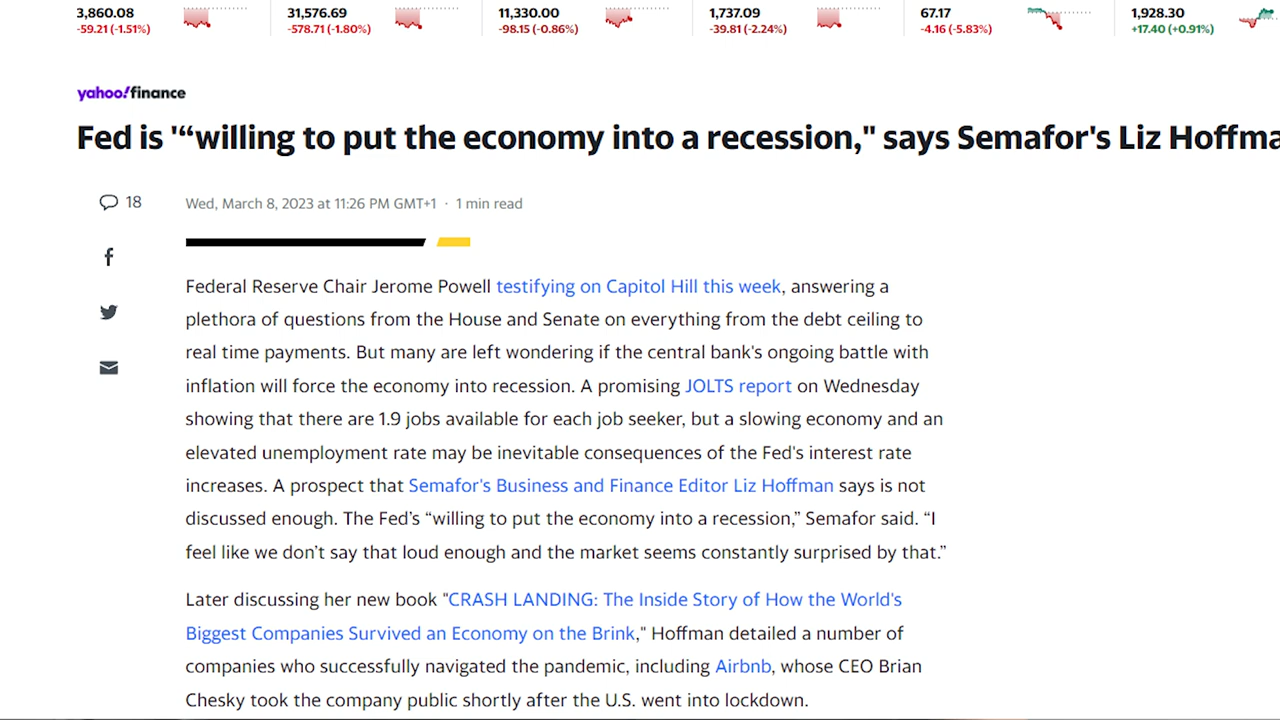 3,860.08 31,576.69 11,330.00 1,737.09 67.17 1,928.30
-59.21 (-1.51%) -578.71 (-1.80%) -98.15 (-0.86%) -39.81 (-2.24%) -4.16 (-5.83%) +17.40 (+0.91%)
yahoo!finance
Fed is '“willing to put the economy into a recession," says Semafor's Liz Hoffma
18
Wed, March 8, 2023 at 11:26 PM GMT+1 · 1 min read
Federal Reserve Chair Jerome Powell testifying on Capitol Hill this week, answering a
plethora of questions from the House and Senate on everything from the debt ceiling to
real time payments. But many are left wondering if the central bank's ongoing battle with
inflation will force the economy into recession. A promising JOLTS report on Wednesday
showing that there are 1.9 jobs available for each job seeker, but a slowing economy and an
elevated unemployment rate may be inevitable consequences of the Fed's interest rate
increases. A prospect that Semafor's Business and Finance Editor Liz Hoffman says is not
discussed enough. The Fed’s “willing to put the economy into a recession,” Semafor said. “I
feel like we don’t say that loud enough and the market seems constantly surprised by that.”
Later discussing her new book "CRASH LANDING: The Inside Story of How the World's
Biggest Companies Survived an Economy on the Brink," Hoffman detailed a number of
companies who successfully navigated the pandemic, including Airbnb, whose CEO Brian
Chesky took the company public shortly after the U.S. went into lockdown.